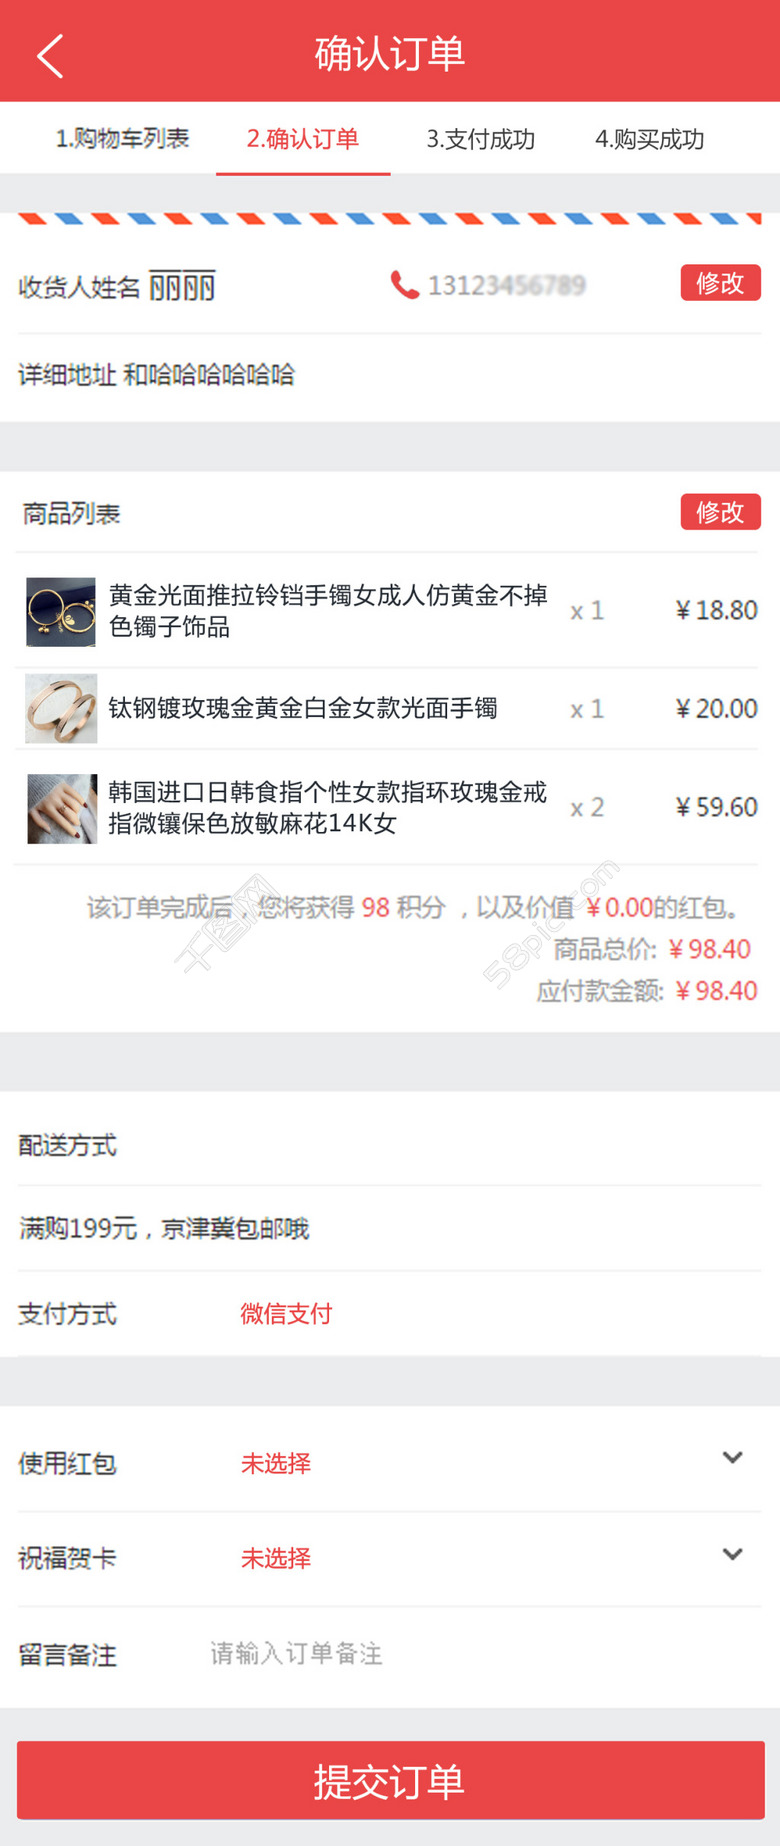 确认订单
1.购物车列表 2.确认订单 3.支付成功 4.购买成功
收货人姓名 丽丽 13123456789 修改
详细地址 和哈哈哈哈哈哈
商品列表 修改
黄金光面推拉铃铛手镯女成人仿黄金不掉
色镯子饰品
x 1 ¥18.80
钛钢镀玫瑰金黄金白金女款光面手镯 x 1 ¥20.00
韩国进口日韩食指个性女款指环玫瑰金戒
指微镶保色放敏麻花14K女
x 2 ¥59.60
该订单完成后，您将获得 98 积分 ，以及价值 ¥0.00的红包。
商品总价: ¥98.40
应付款金额: ¥98.40
千图网 58pic.com
配送方式
满购199元，京津冀包邮哦
支付方式 微信支付
使用红包 未选择
祝福贺卡 未选择
留言备注 请输入订单备注
提交订单